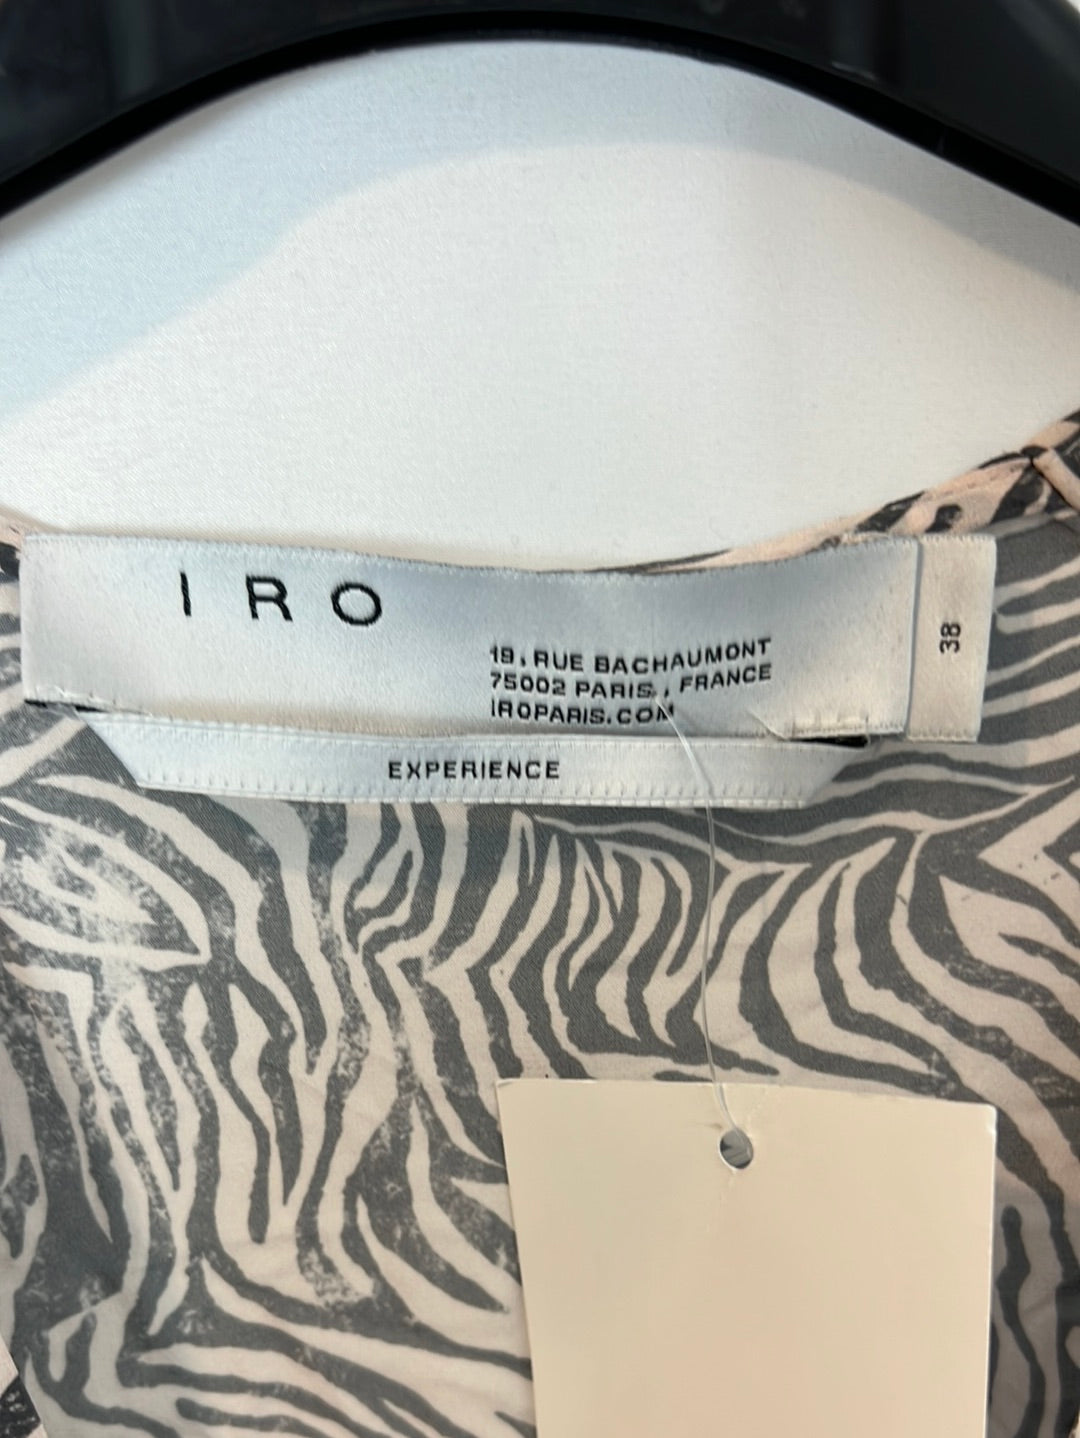 IRO
19, RUE BACHAUMONT
75002 PARIS, FRANCE
IROPARIS.COM
38
EXPERIENCE